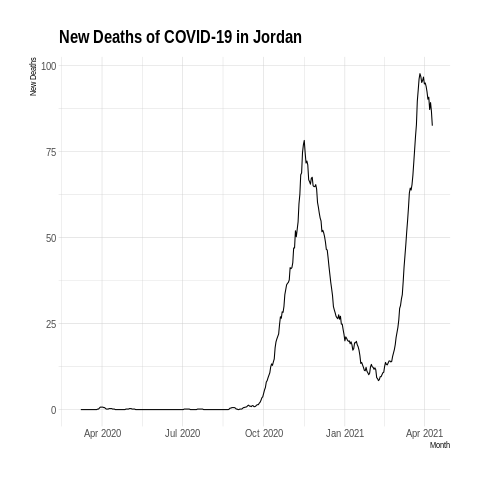 New Deaths of COVID-19 in Jordan
New Deaths
100
75
50
25
0
Apr 2020 Jul 2020 Oct 2020 Jan 2021 Apr 2021
Month